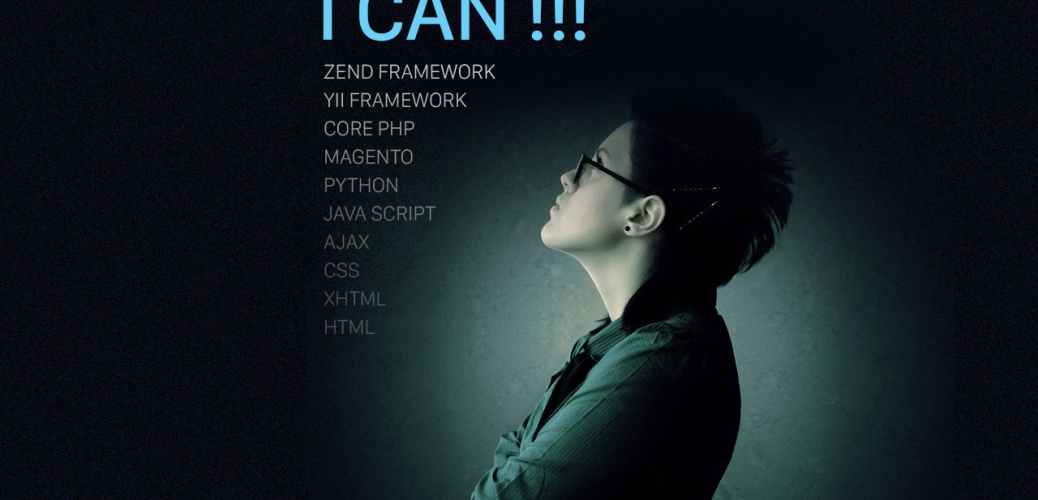 I CAN !!!
ZEND FRAMEWORK
YII FRAMEWORK
CORE PHP
MAGENTO
PYTHON
JAVA SCRIPT
AJAX
CSS
XHTML
HTML